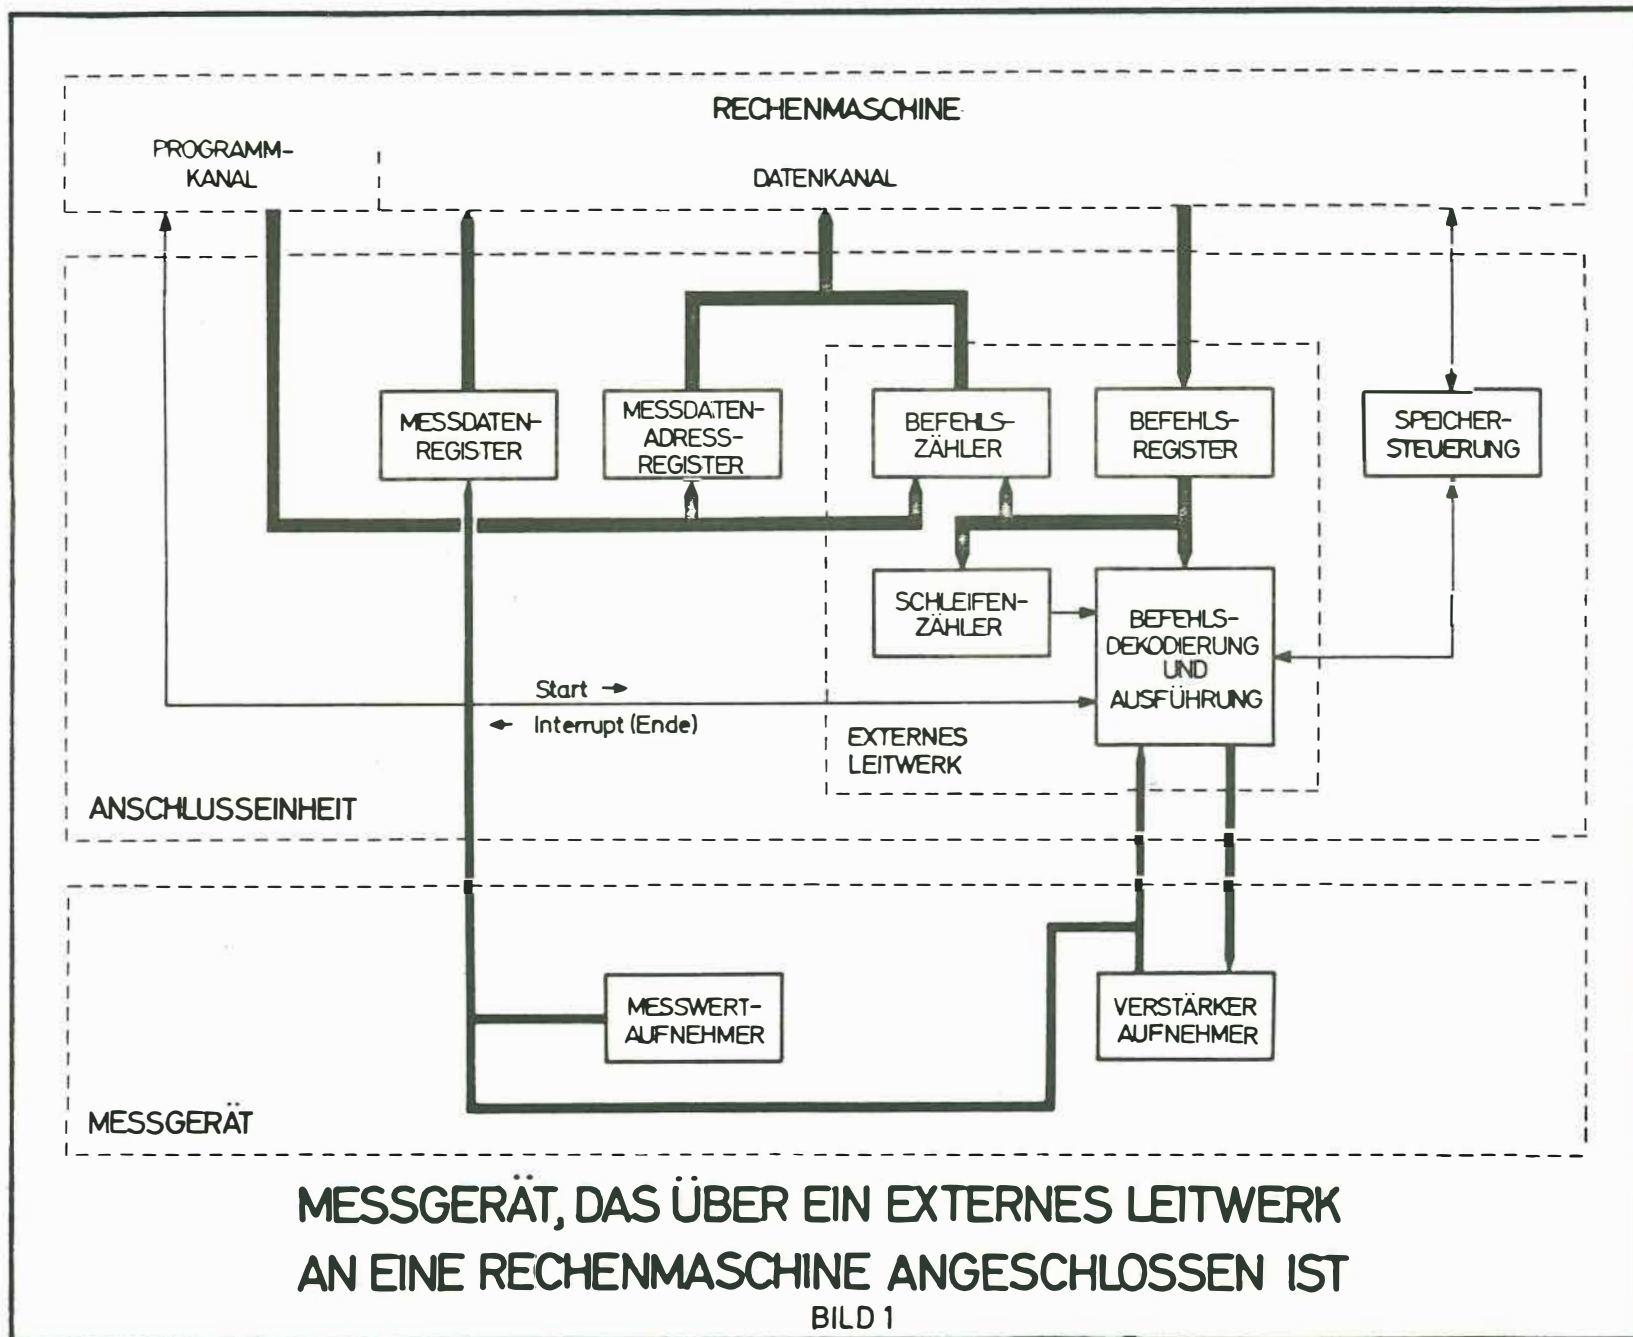 RECHENMASCHINE
PROGRAMM-
KANAL
DATENKANAL
MESSDATEN-
REGISTER
MESSDATEN-
ADRESS-
REGISTER
BEFEHLS-
ZÄHLER
BEFEHLS-
REGISTER
SPEICHER-
STEUERUNG
SCHLEIFEN-
ZÄHLER
BEFEHLS-
DEKODIERUNG
UND
AUSFÜHRUNG
Start →
← Interrupt (Ende)
EXTERNES
LEITWERK
ANSCHLUSSEINHEIT
MESSWERT-
AUFNEHMER
VERSTÄRKER
AUFNEHMER
MESSGERÄT
MESSGERÄT, DAS ÜBER EIN EXTERNES LEITWERK
AN EINE RECHENMASCHINE ANGESCHLOSSEN IST
BILD 1